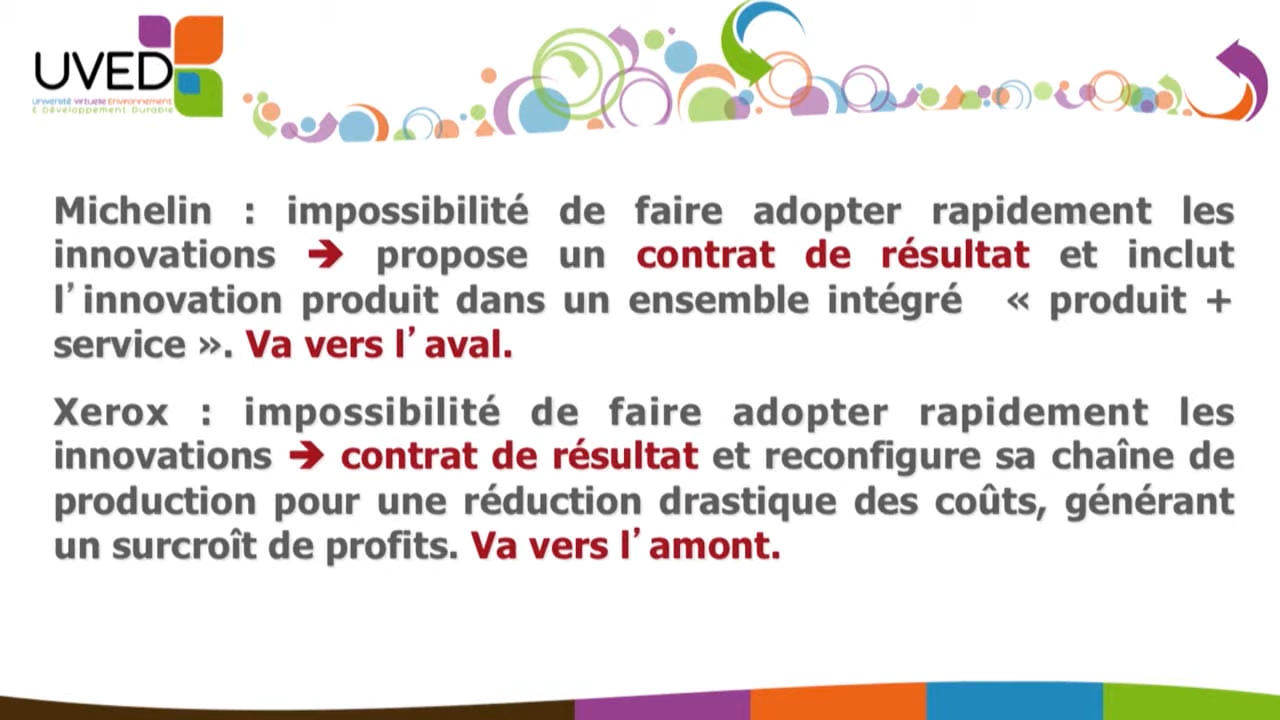 UVED
Université Virtuelle Environnement
& Développement Durable
Michelin : impossibilité de faire adopter rapidement les
innovations ➔ propose un contrat de résultat et inclut
l’innovation produit dans un ensemble intégré « produit +
service ». Va vers l’aval.
Xerox : impossibilité de faire adopter rapidement les
innovations ➔ contrat de résultat et reconfigure sa chaîne de
production pour une réduction drastique des coûts, générant
un surcroît de profits. Va vers l’amont.